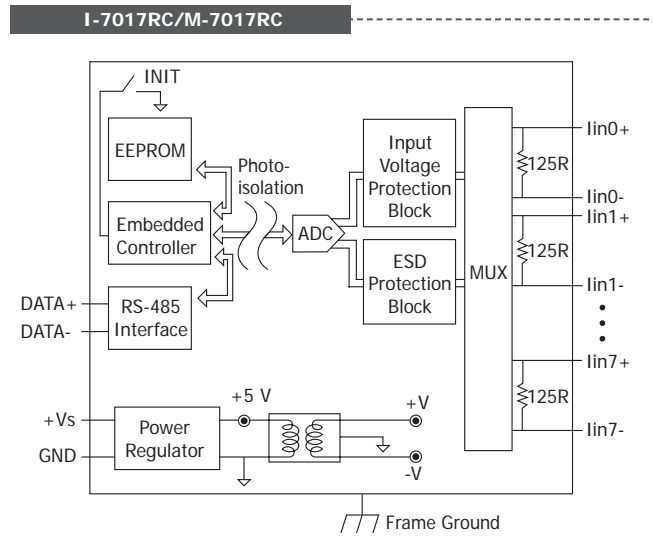 I-7017RC/M-7017RC
INIT
EEPROM
Photo-
isolation
Embedded
Controller
RS-485
Interface
DATA+
DATA-
ADC
Input
Voltage
Protection
Block
ESD
Protection
Block
MUX
125R
Iin0+
Iin0-
Iin1+
125R
Iin1-
Iin7+
125R
Iin7-
+Vs
GND
Power
Regulator
+5 V
+V
-V
Frame Ground